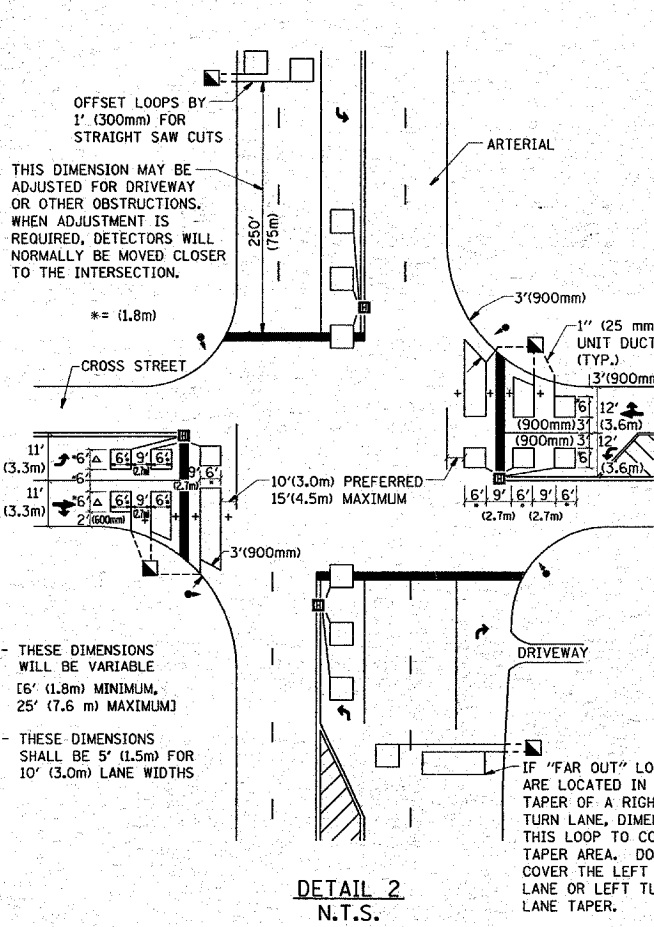 OFFSET LOOPS BY
1' (300mm) FOR
STRAIGHT SAW CUTS
ARTERIAL
THIS DIMENSION MAY BE
ADJUSTED FOR DRIVEWAY
OR OTHER OBSTRUCTIONS.
WHEN ADJUSTMENT IS
REQUIRED, DETECTORS WILL
NORMALLY BE MOVED CLOSER
TO THE INTERSECTION.
250'
(75m)
*= (1.8m)
3'(900mm)
1" (25 mm
UNIT DUCT
(TYP.)
CROSS STREET
3'(900mm
6'
12'
(900mm) 3'
(3.6m)
(900mm) 3'
12'
6'
(3.6m)
11'
(3.3m)
*6'
6' 9' 6'
(2.7m)
9' 6'
*6'
(2.7m)
10'(3.0m) PREFERRED
15'(4.5m) MAXIMUM
6' 9' 6' 9' 6'
(2.7m) (2.7m)
11'
(3.3m)
*6'
6' 9' 6'
(2.7m)
2' (600mm)
3'(900mm)
- THESE DIMENSIONS
WILL BE VARIABLE
[6' (1.8m) MINIMUM,
25' (7.6 m) MAXIMUM]
DRIVEWAY
- THESE DIMENSIONS
SHALL BE 5' (1.5m) FOR
10' (3.0m) LANE WIDTHS
IF "FAR OUT" LO
ARE LOCATED IN
TAPER OF A RIGH
TURN LANE, DIMEN
THIS LOOP TO CO
TAPER AREA. DO
COVER THE LEFT
LANE OR LEFT TU
LANE TAPER.
DETAIL 2
N.T.S.